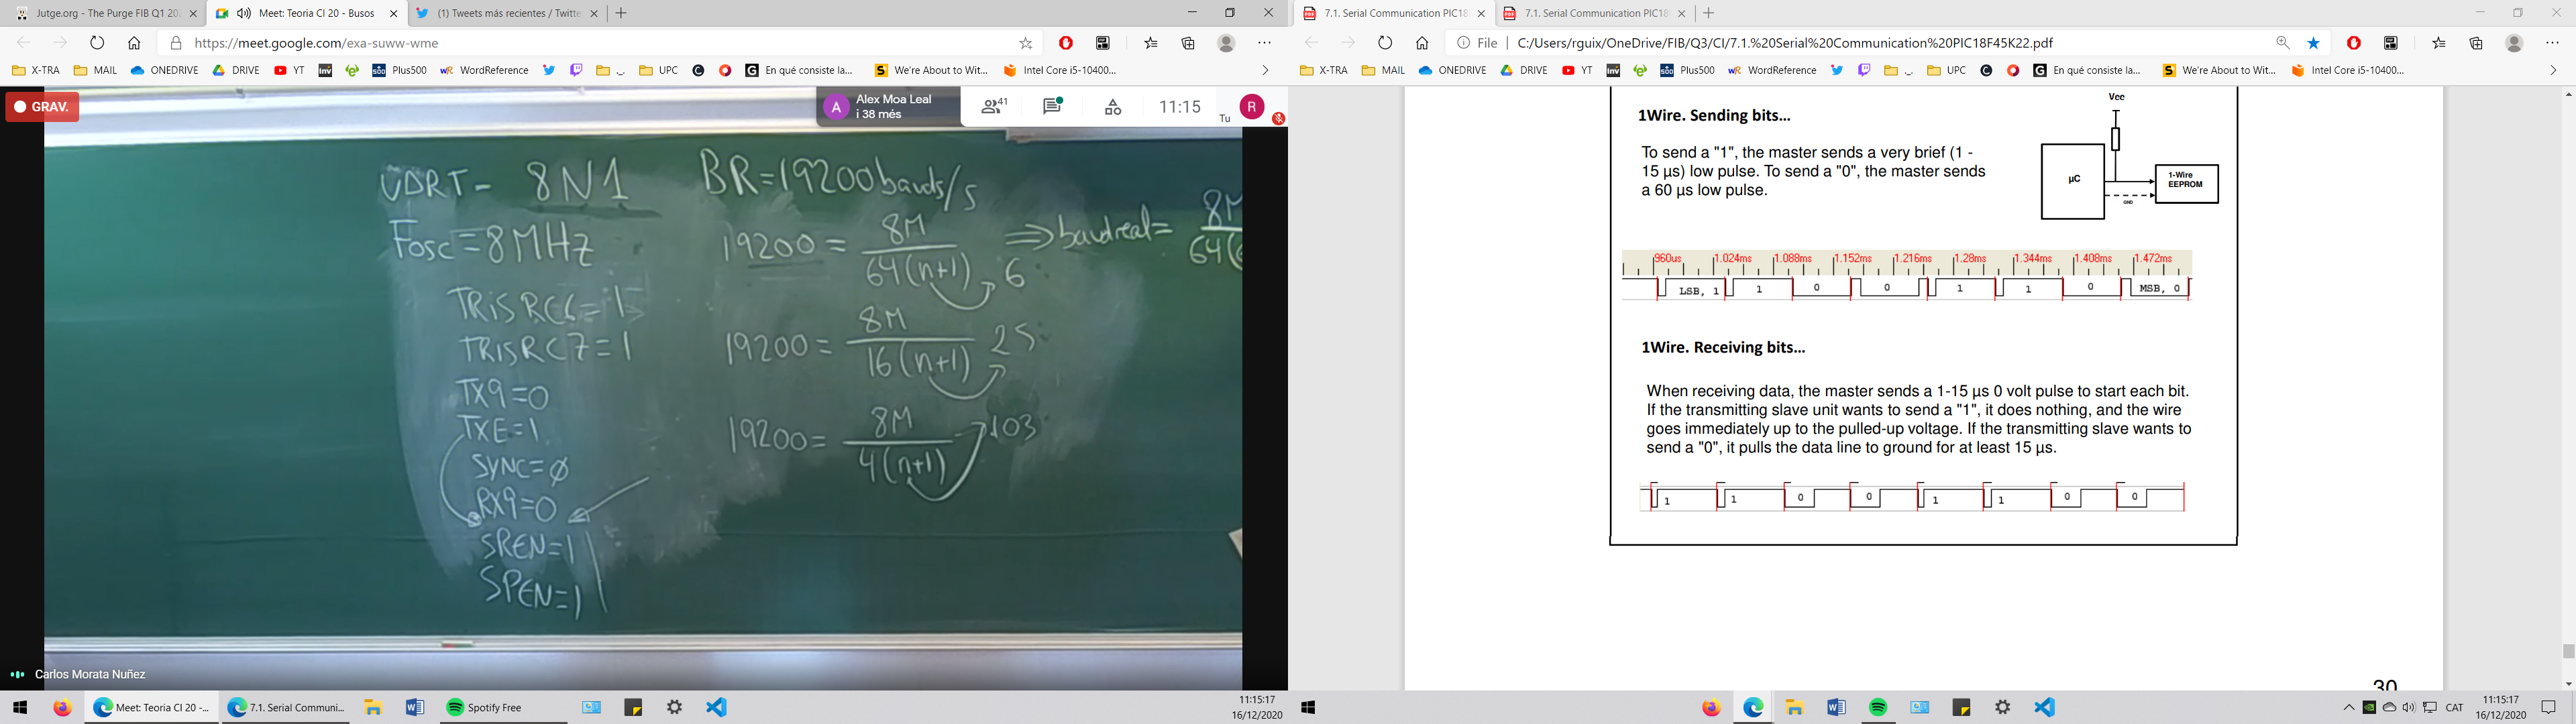 Jutge.org - The Purge FIB Q1 20
Meet: Teoria CI 20 - Busos
(1) Tweets más recientes / Twitte
https://meet.google.com/exa-suww-wme
X-TRA
MAIL
ONEDRIVE
DRIVE
YT
Inv
Plus500
WordReference
UPC
En qué consiste la...
We're About to Wit...
Intel Core i5-10400...
GRAV.
Alex Moa Leal
i 38 més
41
11:15
Tu
R
UART - 8N1 BR=19200 bauds/s
Fosc=8MHz
19200 = 8M / 64(n+1) 6 ⇒ baudreal = 8M / 64(6
TRISRC6=1
TRISRC7=1
19200 = 8M / 16(n+1) 25
TX9=0
TXE=1
19200 = 8M / 4(n+1) 103
SYNC=0
RX9=0
SREN=1
SPEN=1
Carlos Morata Nuñez
Meet: Teoria CI 20 -...
7.1. Serial Communi...
Spotify Free
11:15:17
16/12/2020
7.1. Serial Communication PIC18
7.1. Serial Communication PIC18
File
C:/Users/rguix/OneDrive/FIB/Q3/CI/7.1.%20Serial%20Communication%20PIC18F45K22.pdf
X-TRA
MAIL
ONEDRIVE
DRIVE
YT
Inv
Plus500
WordReference
UPC
En qué consiste la...
We're About to Wit...
Intel Core i5-10400...
1Wire. Sending bits...
To send a "1", the master sends a very brief (1 -
15 µs) low pulse. To send a "0", the master sends
a 60 µs low pulse.
Vcc
µC
1-Wire
EEPROM
GND
960us 1.024ms 1.088ms 1.152ms 1.216ms 1.28ms 1.344ms 1.408ms 1.472ms
LSB, 1 1 0 0 1 1 0 MSB, 0
1Wire. Receiving bits...
When receiving data, the master sends a 1-15 µs 0 volt pulse to start each bit.
If the transmitting slave unit wants to send a "1", it does nothing, and the wire
goes immediately up to the pulled-up voltage. If the transmitting slave wants to
send a "0", it pulls the data line to ground for at least 15 µs.
1 1 0 0 1 1 0 0
30
CAT
11:15:17
16/12/2020